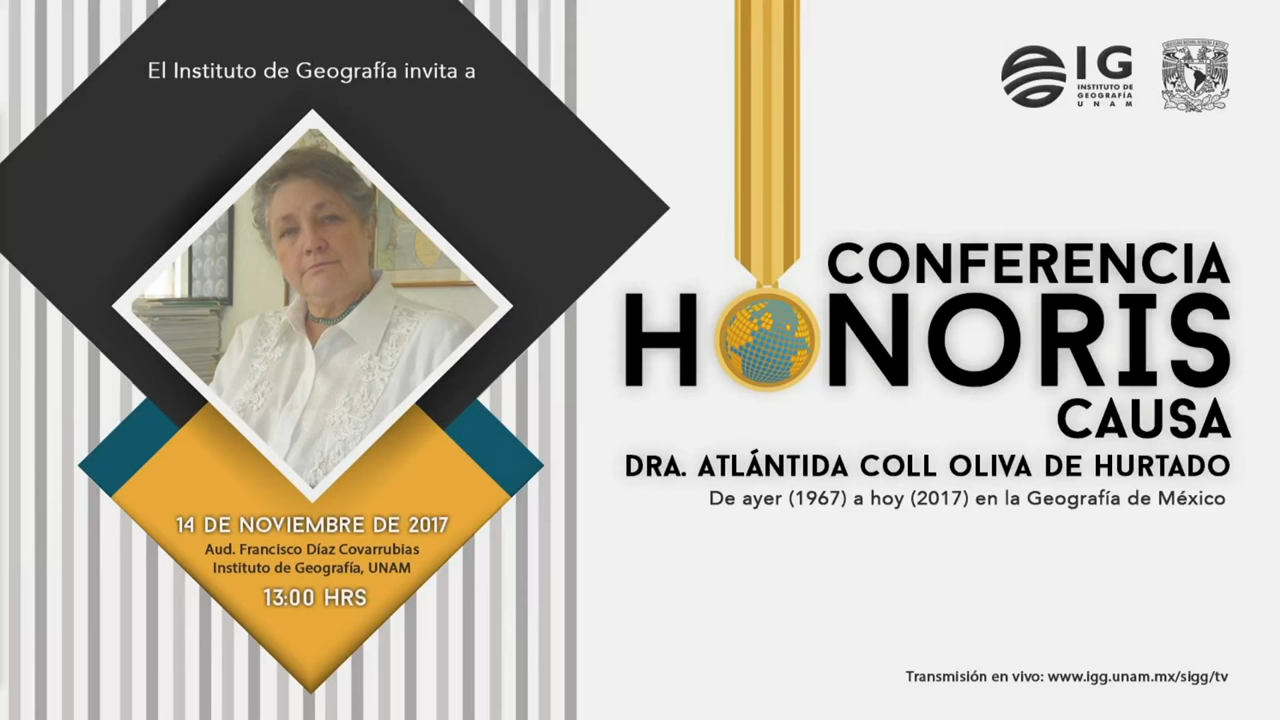 El Instituto de Geografía invita a
14 DE NOVIEMBRE DE 2017
Aud. Francisco Díaz Covarrubias
Instituto de Geografía, UNAM
13:00 HRS
IG
INSTITUTO DE
GEOGRAFÍA
UNAM
CONFERENCIA
HONORIS
CAUSA
DRA. ATLÁNTIDA COLL OLIVA DE HURTADO
De ayer (1967) a hoy (2017) en la Geografía de México
Transmisión en vivo: www.igg.unam.mx/sigg/tv